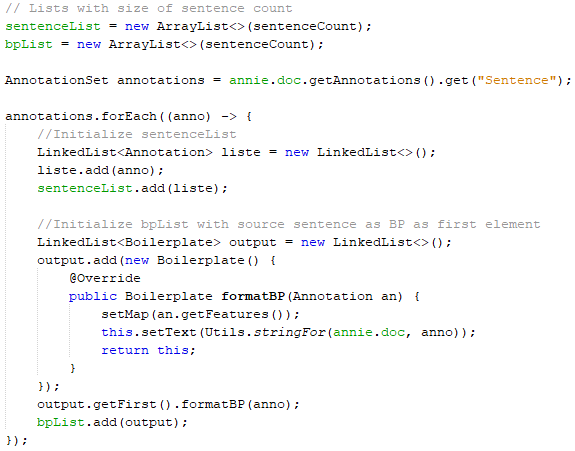 // Lists with size of sentence count
sentenceList = new ArrayList<>(sentenceCount);
bpList = new ArrayList<>(sentenceCount);

AnnotationSet annotations = annie.doc.getAnnotations().get("Sentence");

annotations.forEach((anno) -> {
    //Initialize sentenceList
    LinkedList<Annotation> liste = new LinkedList<>();
    liste.add(anno);
    sentenceList.add(liste);

    //Initialize bpList with source sentence as BP as first element
    LinkedList<Boilerplate> output = new LinkedList<>();
    output.add(new Boilerplate() {
        @Override
        public Boilerplate formatBP(Annotation an) {
            setMap(an.getFeatures());
            this.setText(Utils.stringFor(annie.doc, anno));
            return this;
        }
    });
    output.getFirst().formatBP(anno);
    bpList.add(output);
});